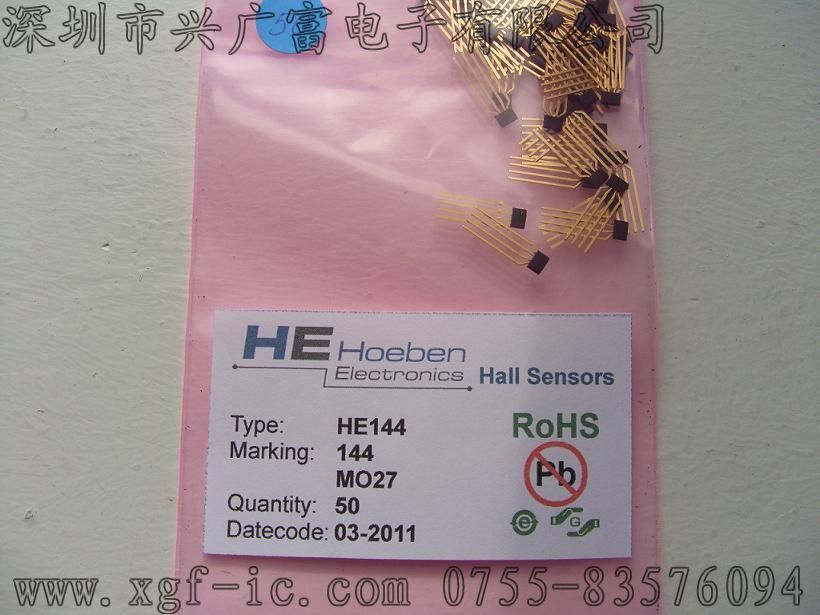 深圳市兴广富电子有限公司
50
HE Hoeben
Electronics Hall Sensors
Type: HE144
Marking: 144
MO27
Quantity: 50
Datecode: 03-2011
RoHS
Pb
e
G
www.xgf-ic.com 0755-83576094